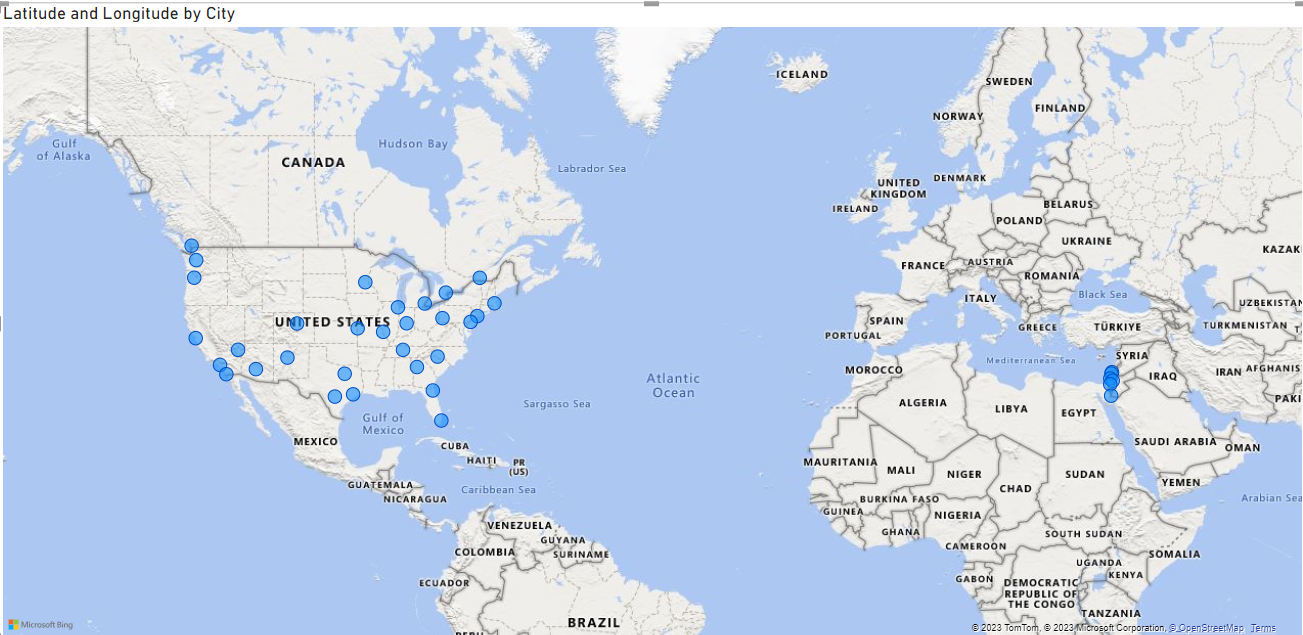 Latitude and Longitude by City
ICELAND
SWEDEN
FINLAND
NORWAY
Gulf
of Alaska
Hudson Bay
CANADA
Labrador Sea
DENMARK
UNITED
KINGDOM
IRELAND
BELARUS
POLAND
UKRAINE
KAZAK
FRANCE
AUSTRIA
ROMANIA
Black Sea
ITALY
UZBEKISTAN
UNITED STATES
SPAIN
PORTUGAL
GREECE
TÜRKIYE
TURKMENISTAN
Mediterranean Sea
SYRIA
MOROCCO
IRAQ
IRAN
AFGHANIS
Atlantic
Ocean
PAKI
ALGERIA
LIBYA
EGYPT
Sargasso Sea
Gulf of
Mexico
MEXICO
CUBA
SAUDI ARABIA
OMAN
HAITI
PR
(US)
MAURITANIA
MALI
NIGER
SUDAN
YEMEN
GUATEMALA
Caribbean Sea
CHAD
NICARAGUA
BURKINA FASO
Arabian Sea
GUINEA
NIGERIA
VENEZUELA
GHANA
SOUTH SUDAN
GUYANA
COLOMBIA
SURINAME
CAMEROON
SOMALIA
UGANDA
KENYA
ECUADOR
GABON
DEMOCRATIC
REPUBLIC OF
THE CONGO
TANZANIA
BRAZIL
Microsoft Bing
© 2023 TomTom, © 2023 Microsoft Corporation, © OpenStreetMap Terms